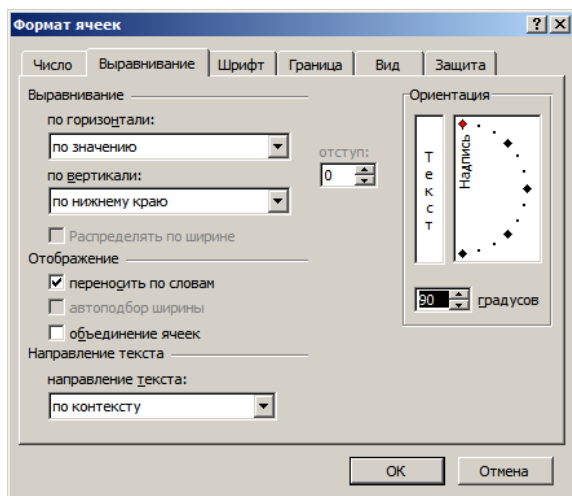 Формат ячеек
Число Выравнивание Шрифт Граница Вид Защита
Выравнивание
по горизонтали:
по значению
отступ:
0
по вертикали:
по нижнему краю
Распределять по ширине
Отображение
переносить по словам
автоподбор ширины
объединение ячеек
Направление текста
направление текста:
по контексту
Ориентация
Текст
Надпись
90 градусов
ОК Отмена